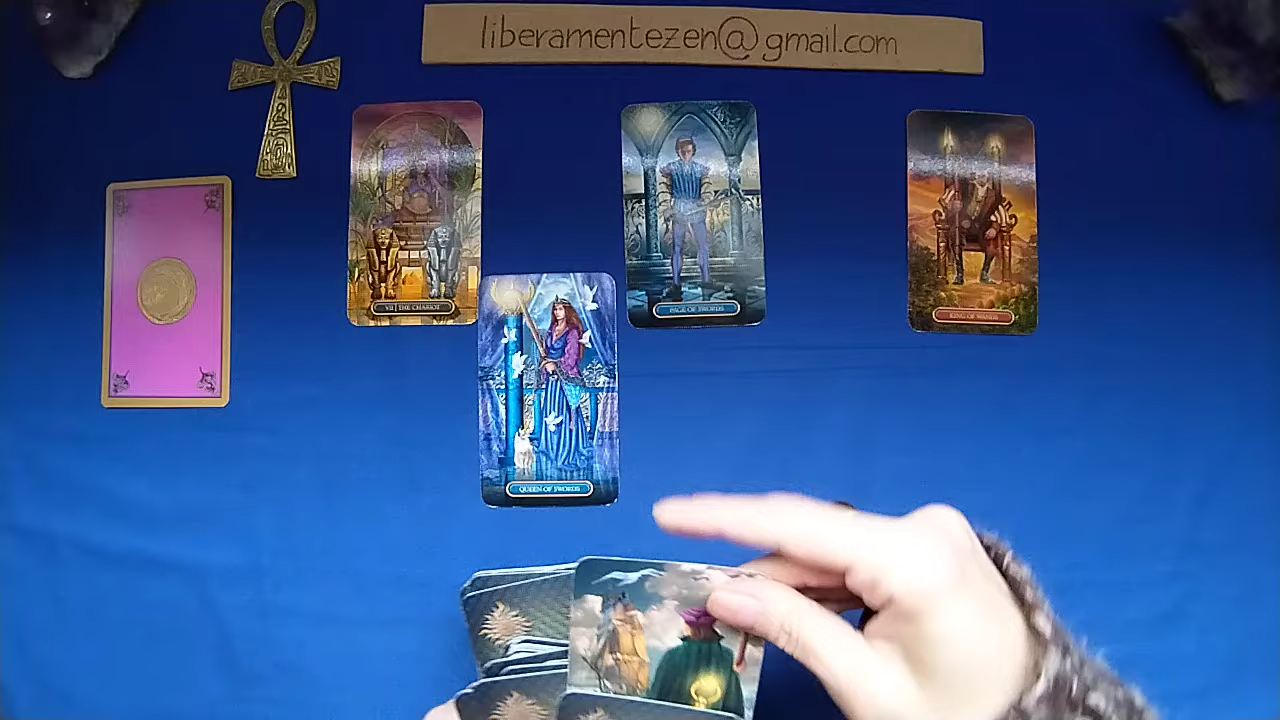 liberamentezen@gmail.com
VII THE CHARIOT
PAGE OF SWORDS
KING OF WANDS
QUEEN OF SWORDS